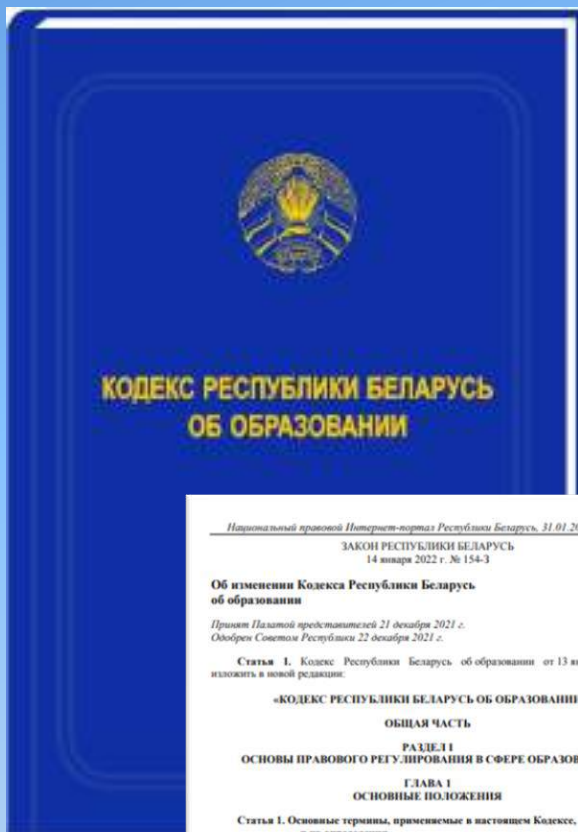 КОДЕКС РЕСПУБЛИКИ БЕЛАРУСЬ
ОБ ОБРАЗОВАНИИ
Национальный правовой Интернет-портал Республики Беларусь, 31.01.20
ЗАКОН РЕСПУБЛИКИ БЕЛАРУСЬ
14 января 2022 г. № 154-З
Об изменении Кодекса Республики Беларусь
об образовании
Принят Палатой представителей 21 декабря 2021 г.
Одобрен Советом Республики 22 декабря 2021 г.
Статья 1. Кодекс Республики Беларусь об образовании от 13 ян
изложить в новой редакции:
«КОДЕКС РЕСПУБЛИКИ БЕЛАРУСЬ ОБ ОБРАЗОВАНИИ
ОБЩАЯ ЧАСТЬ
РАЗДЕЛ I
ОСНОВЫ ПРАВОВОГО РЕГУЛИРОВАНИЯ В СФЕРЕ ОБРАЗОВ
ГЛАВА 1
ОСНОВНЫЕ ПОЛОЖЕНИЯ
Статья 1. Основные термины, применяемые в настоящем Кодексе,